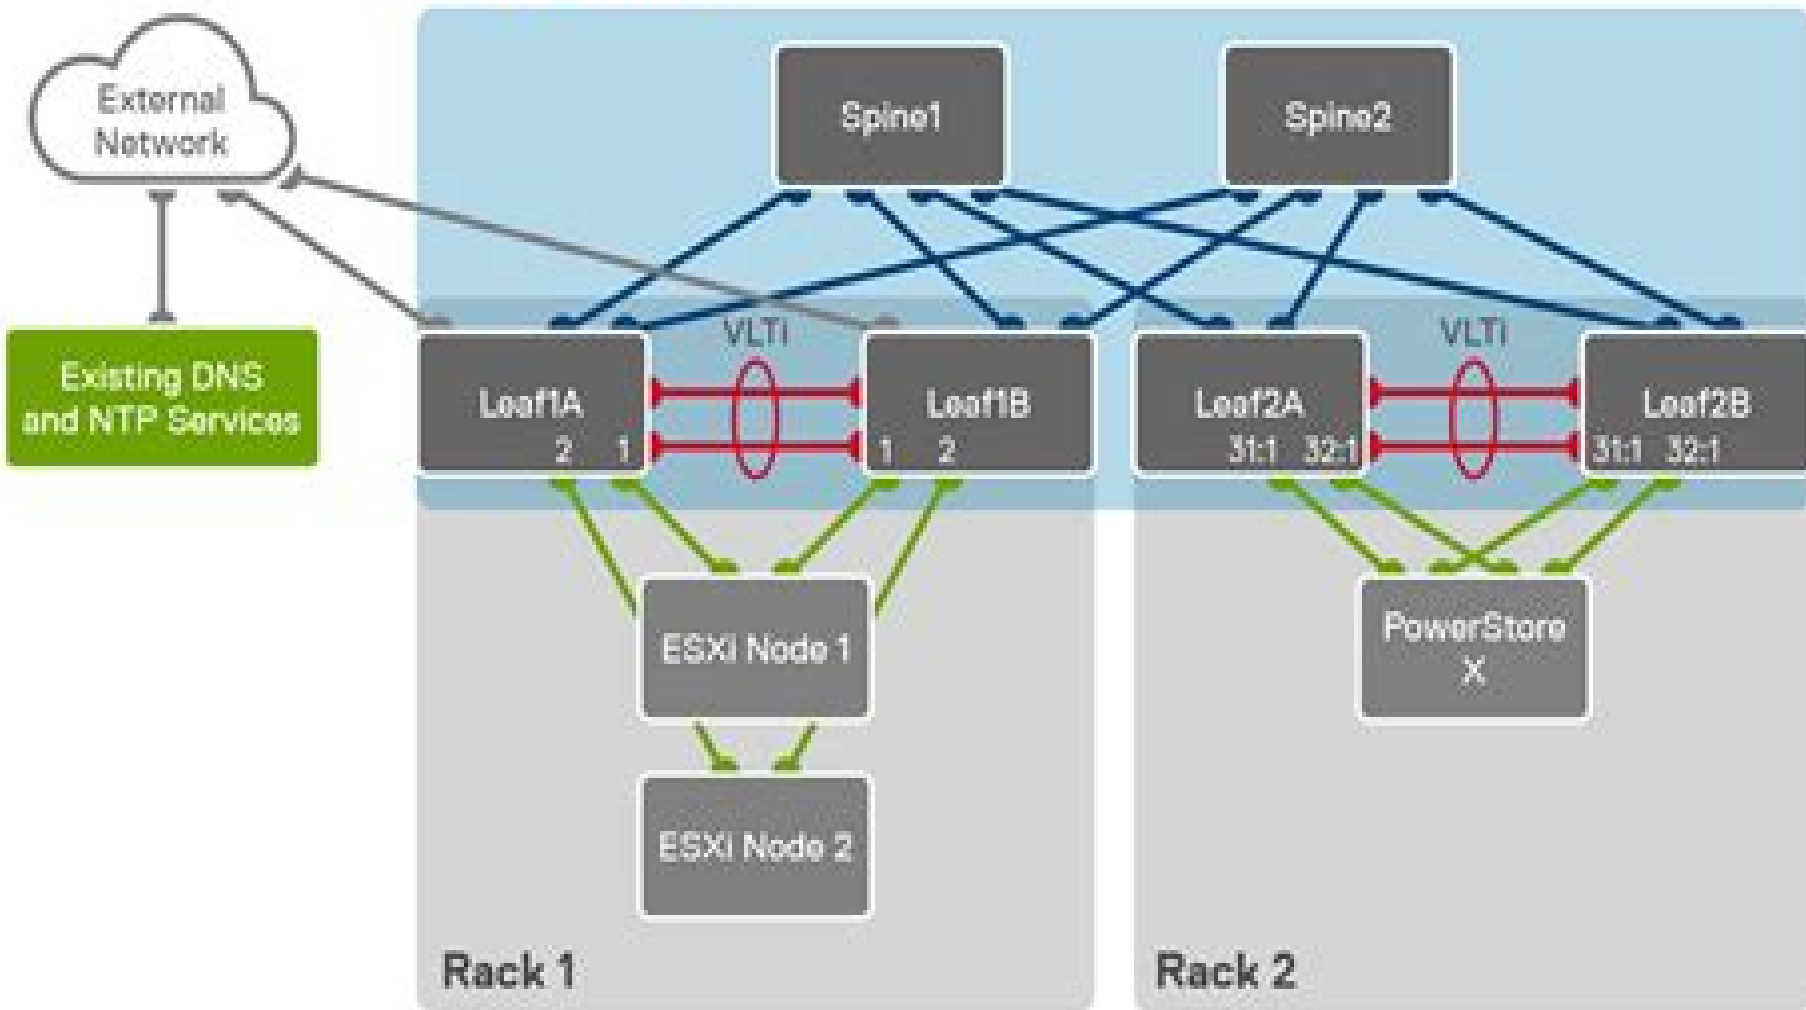 External
Network
Spine1
Spine2
Existing DNS
and NTP Services
VLTi
VLTi
Leaf1A
2 1
Leaf1B
1 2
Leaf2A
31:1 32:1
Leaf2B
31:1 32:1
ESXi Node 1
PowerStore
X
ESXi Node 2
Rack 1
Rack 2